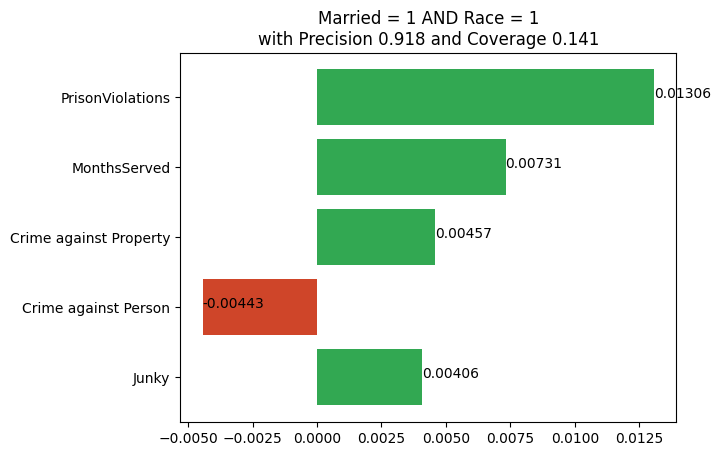 Married = 1 AND Race = 1
with Precision 0.918 and Coverage 0.141
PrisonViolations
0.01306
MonthsServed
0.00731
Crime against Property
0.00457
Crime against Person
-0.00443
Junky
0.00406
−0.0050 −0.0025 0.0000 0.0025 0.0050 0.0075 0.0100 0.0125